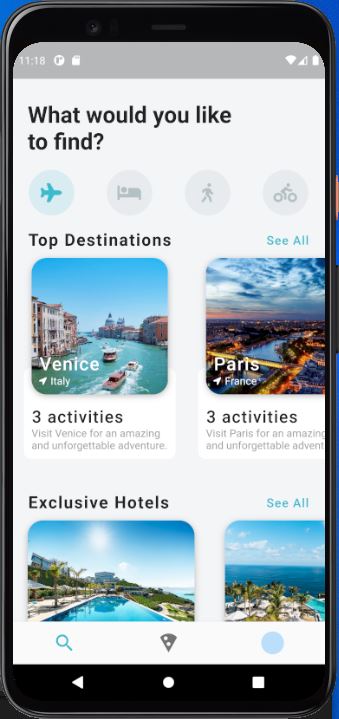 11:18
What would you like
to find?
Top Destinations
See All
Venice
Italy
Paris
France
3 activities
Visit Venice for an amazing
and unforgettable adventure.
3 activities
Visit Paris for an amazing
and unforgettable advent
Exclusive Hotels
See All